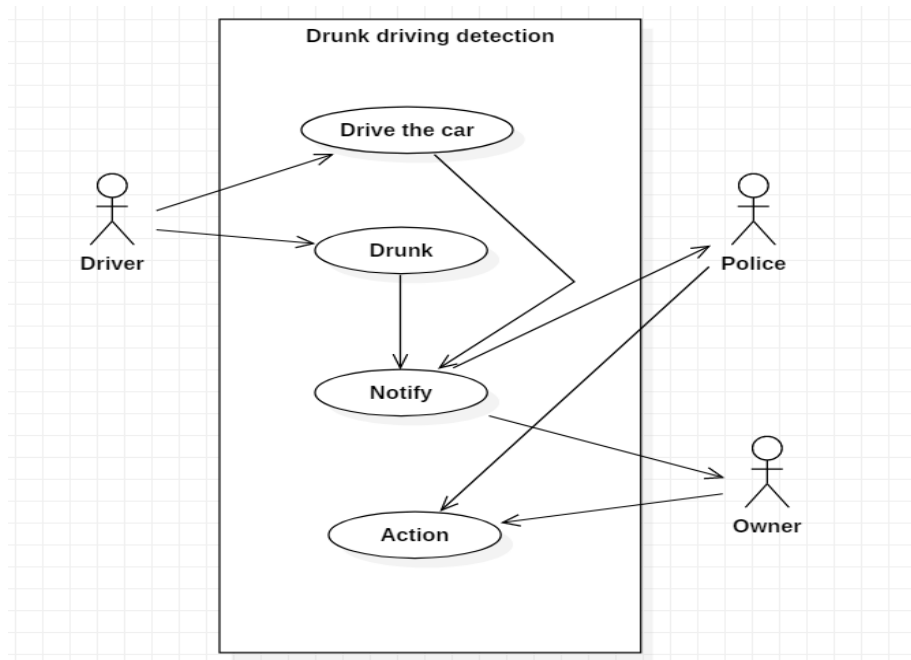 Drunk driving detection
Drive the car
Driver
Drunk
Police
Notify
Owner
Action